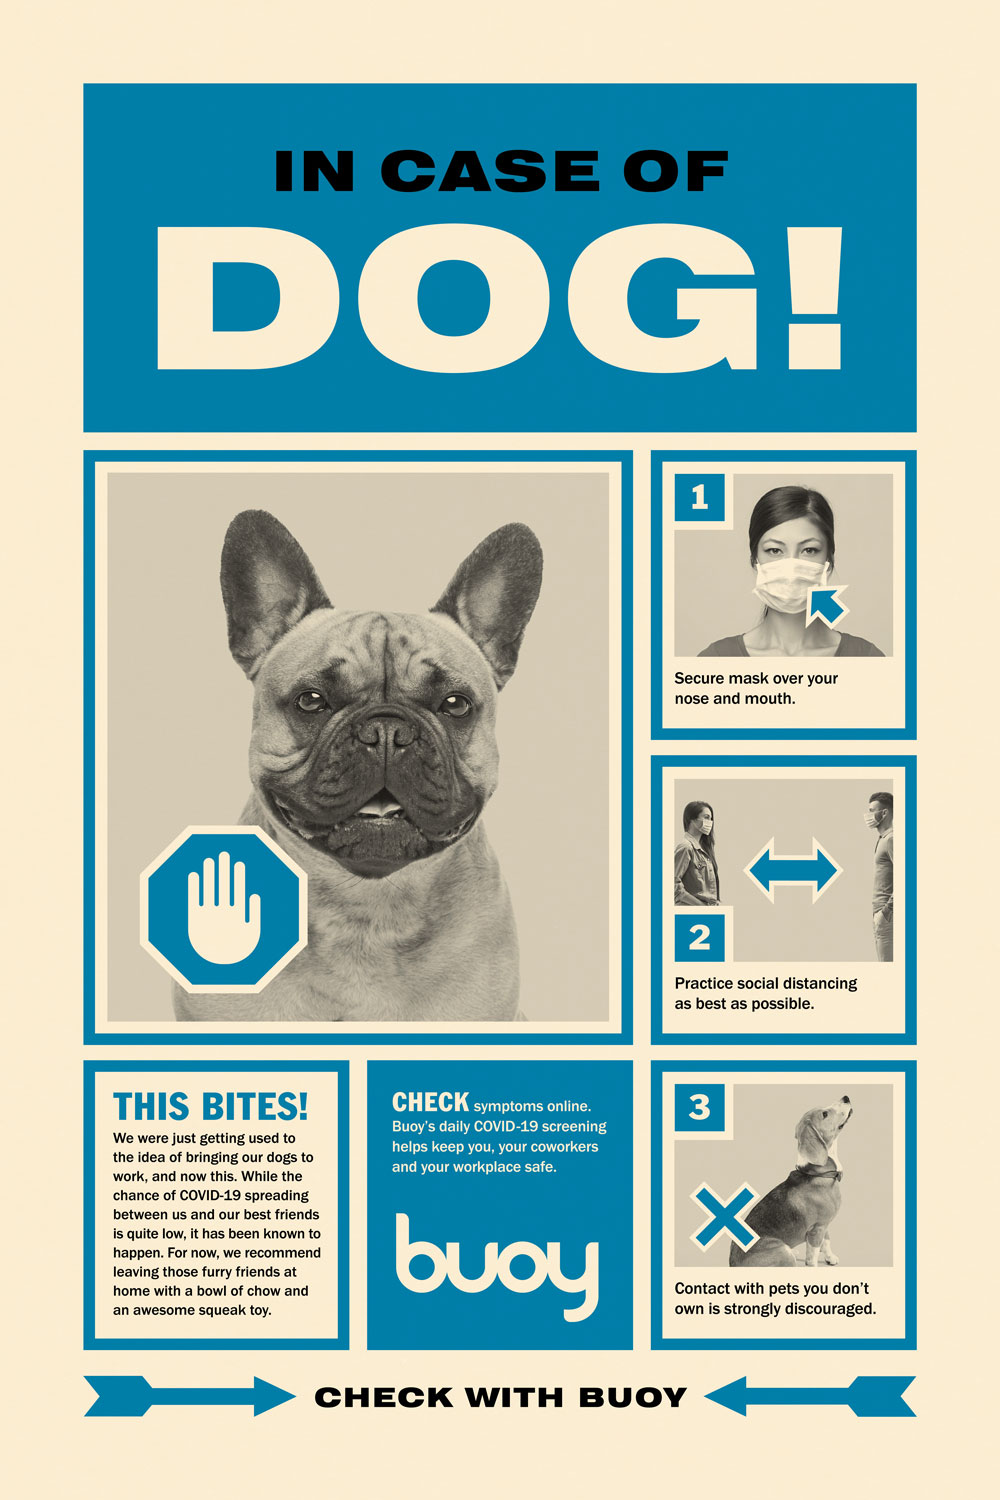 IN CASE OF
DOG!
1
Secure mask over your
nose and mouth.
2
Practice social distancing
as best as possible.
THIS BITES!
We were just getting used to
the idea of bringing our dogs to
work, and now this. While the
chance of COVID-19 spreading
between us and our best friends
is quite low, it has been known to
happen. For now, we recommend
leaving those furry friends at
home with a bowl of chow and
an awesome squeak toy.
CHECK symptoms online.
Buoy’s daily COVID-19 screening
helps keep you, your coworkers
and your workplace safe.
buoy
3
Contact with pets you don’t
own is strongly discouraged.
CHECK WITH BUOY